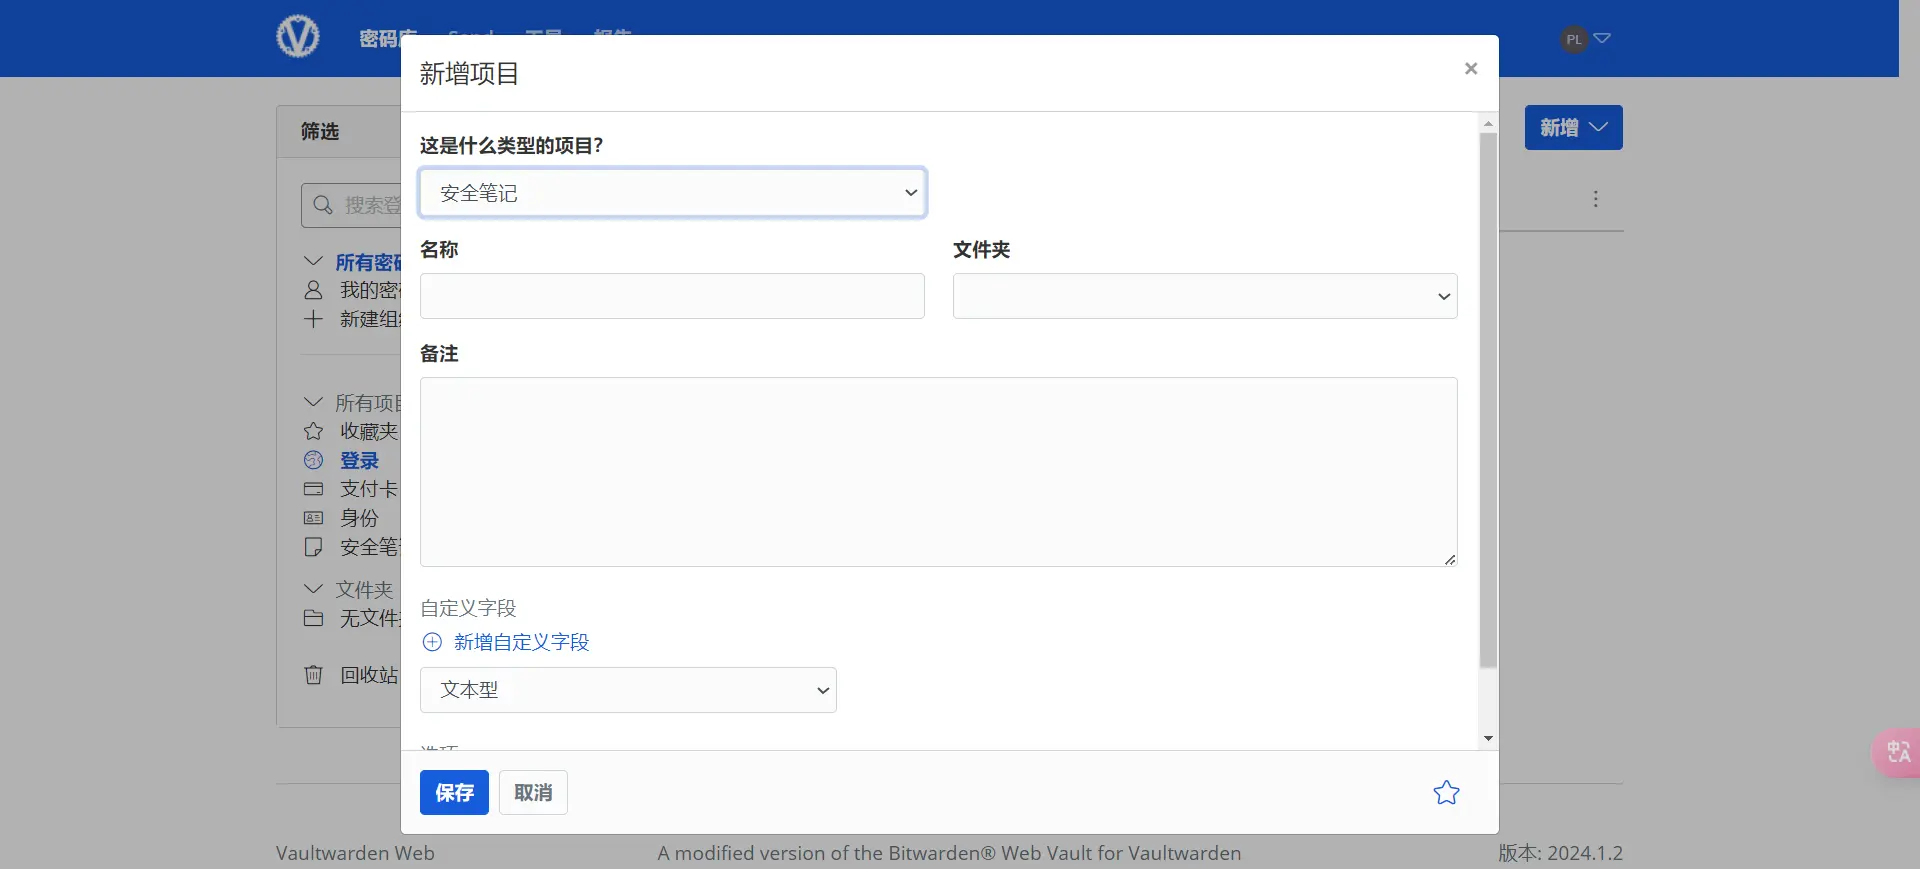 密码库 Send 工具 报告
PL
新增项目
×
筛选
新增
这是什么类型的项目?
安全笔记
搜索登
名称
文件夹
所有密码
我的密
新建组
备注
所有项目
收藏夹
登录
支付卡
身份
安全笔
文件夹
无文件
回收站
自定义字段
新增自定义字段
文本型
选项
保存
取消
中A
Vaultwarden Web
A modified version of the Bitwarden® Web Vault for Vaultwarden
版本: 2024.1.2